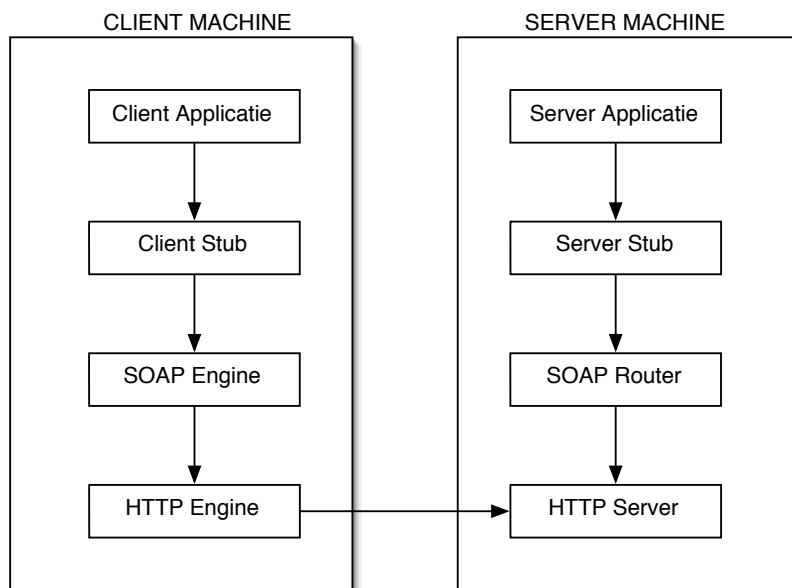 CLIENT MACHINE
Client Applicatie
Client Stub
SOAP Engine
HTTP Engine
SERVER MACHINE
Server Applicatie
Server Stub
SOAP Router
HTTP Server